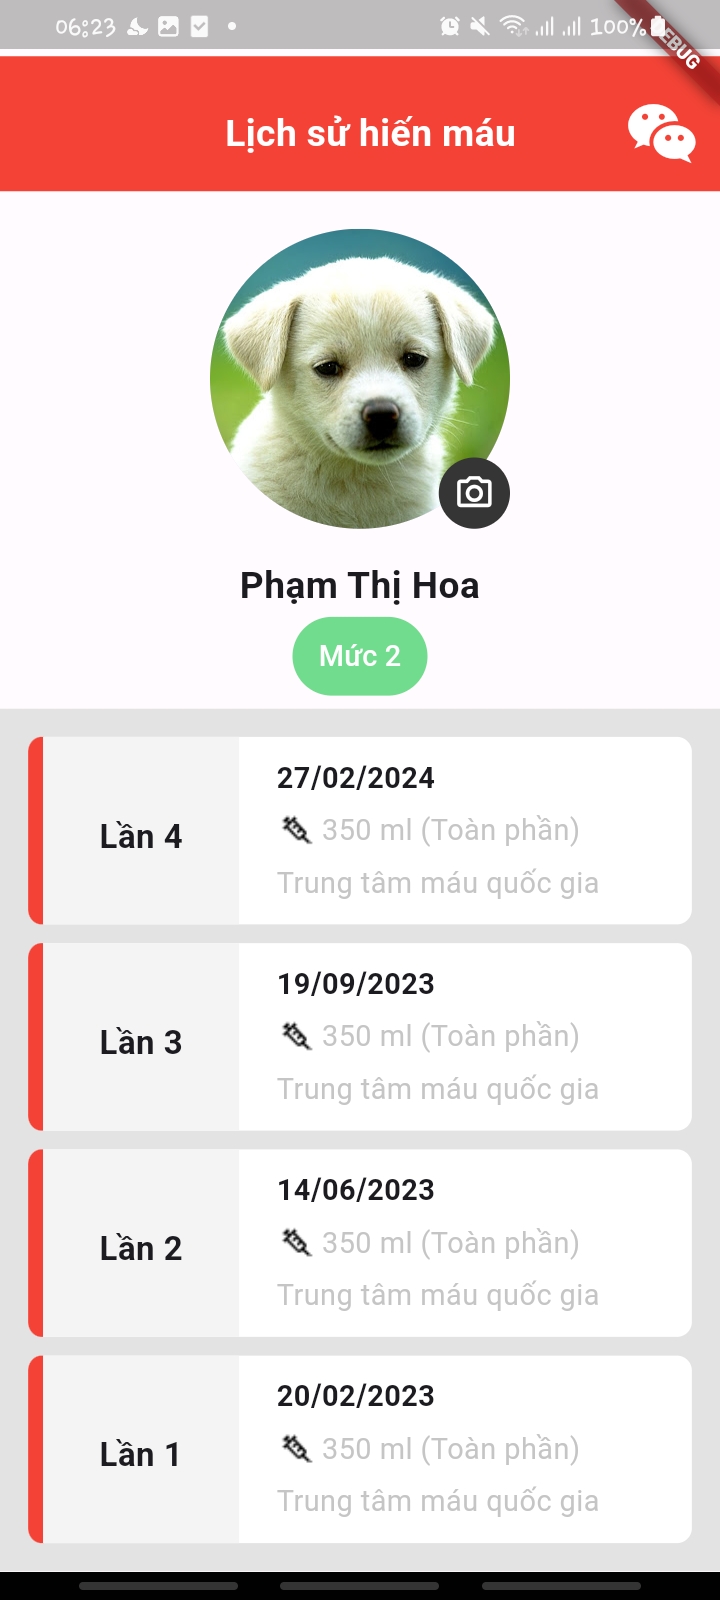 06:23
100%
EBUG
Lịch sử hiến máu
Phạm Thị Hoa
Mức 2
Lần 4
27/02/2024
350 ml (Toàn phần)
Trung tâm máu quốc gia
Lần 3
19/09/2023
350 ml (Toàn phần)
Trung tâm máu quốc gia
Lần 2
14/06/2023
350 ml (Toàn phần)
Trung tâm máu quốc gia
Lần 1
20/02/2023
350 ml (Toàn phần)
Trung tâm máu quốc gia